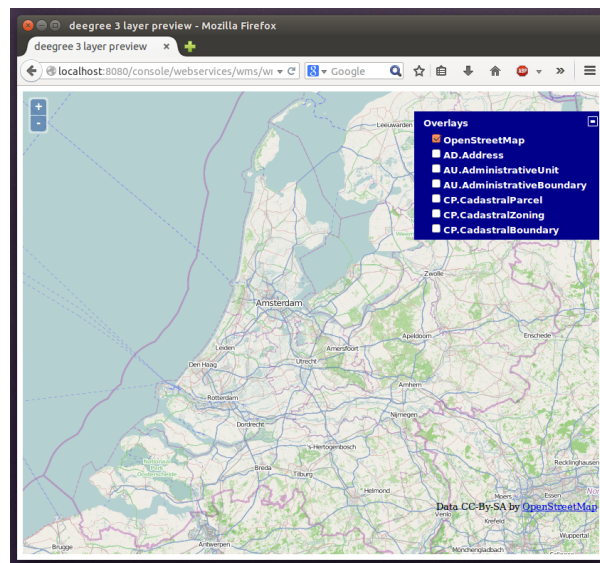 deegree 3 layer preview - Mozilla Firefox
deegree 3 layer preview ×
localhost:8080/console/webservices/wms/w
Google
ABP
+
-
Overlays
OpenStreetMap
AD.Address
AU.AdministrativeUnit
AU.AdministrativeBoundary
CP.CadastralParcel
CP.CadastralZoning
CP.CadastralBoundary
Leeuwarden
Zwolle
Amsterdam
Enschede
Apeldoorn
Leiden
Amersfoort
Utrecht
Den Haag
Arnhem
Rotterdam
Nijmegen
Dordrecht
's-Hertogenbosch
Recklinghausen
Breda
Tilburg
Helmond
Moers
Essen
Data CC-By-SA by OpenStreetMap
Venlo
Krefeld
Wuppertal
Brugge
Antwerpen
Mönchengladbach